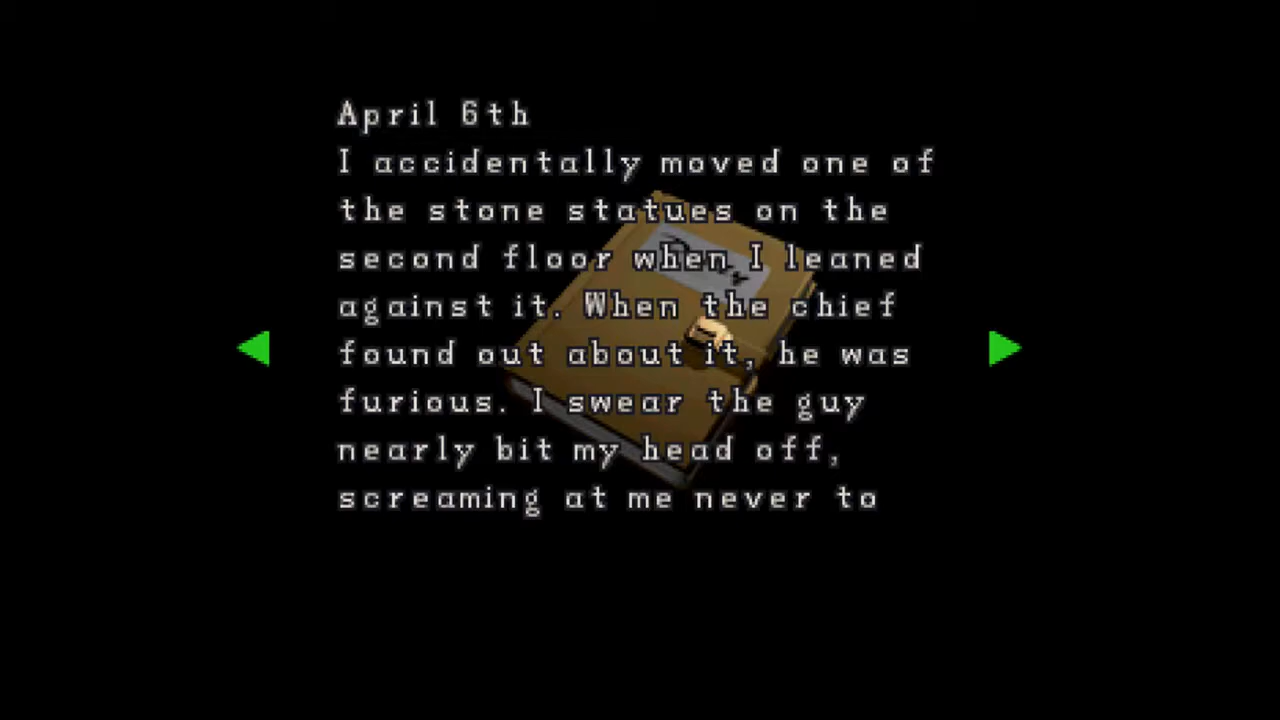 April 6th
I accidentally moved one of
the stone statues on the
second floor when I leaned
against it. When the chief
found out about it, he was
furious. I swear the guy
nearly bit my head off,
screaming at me never to